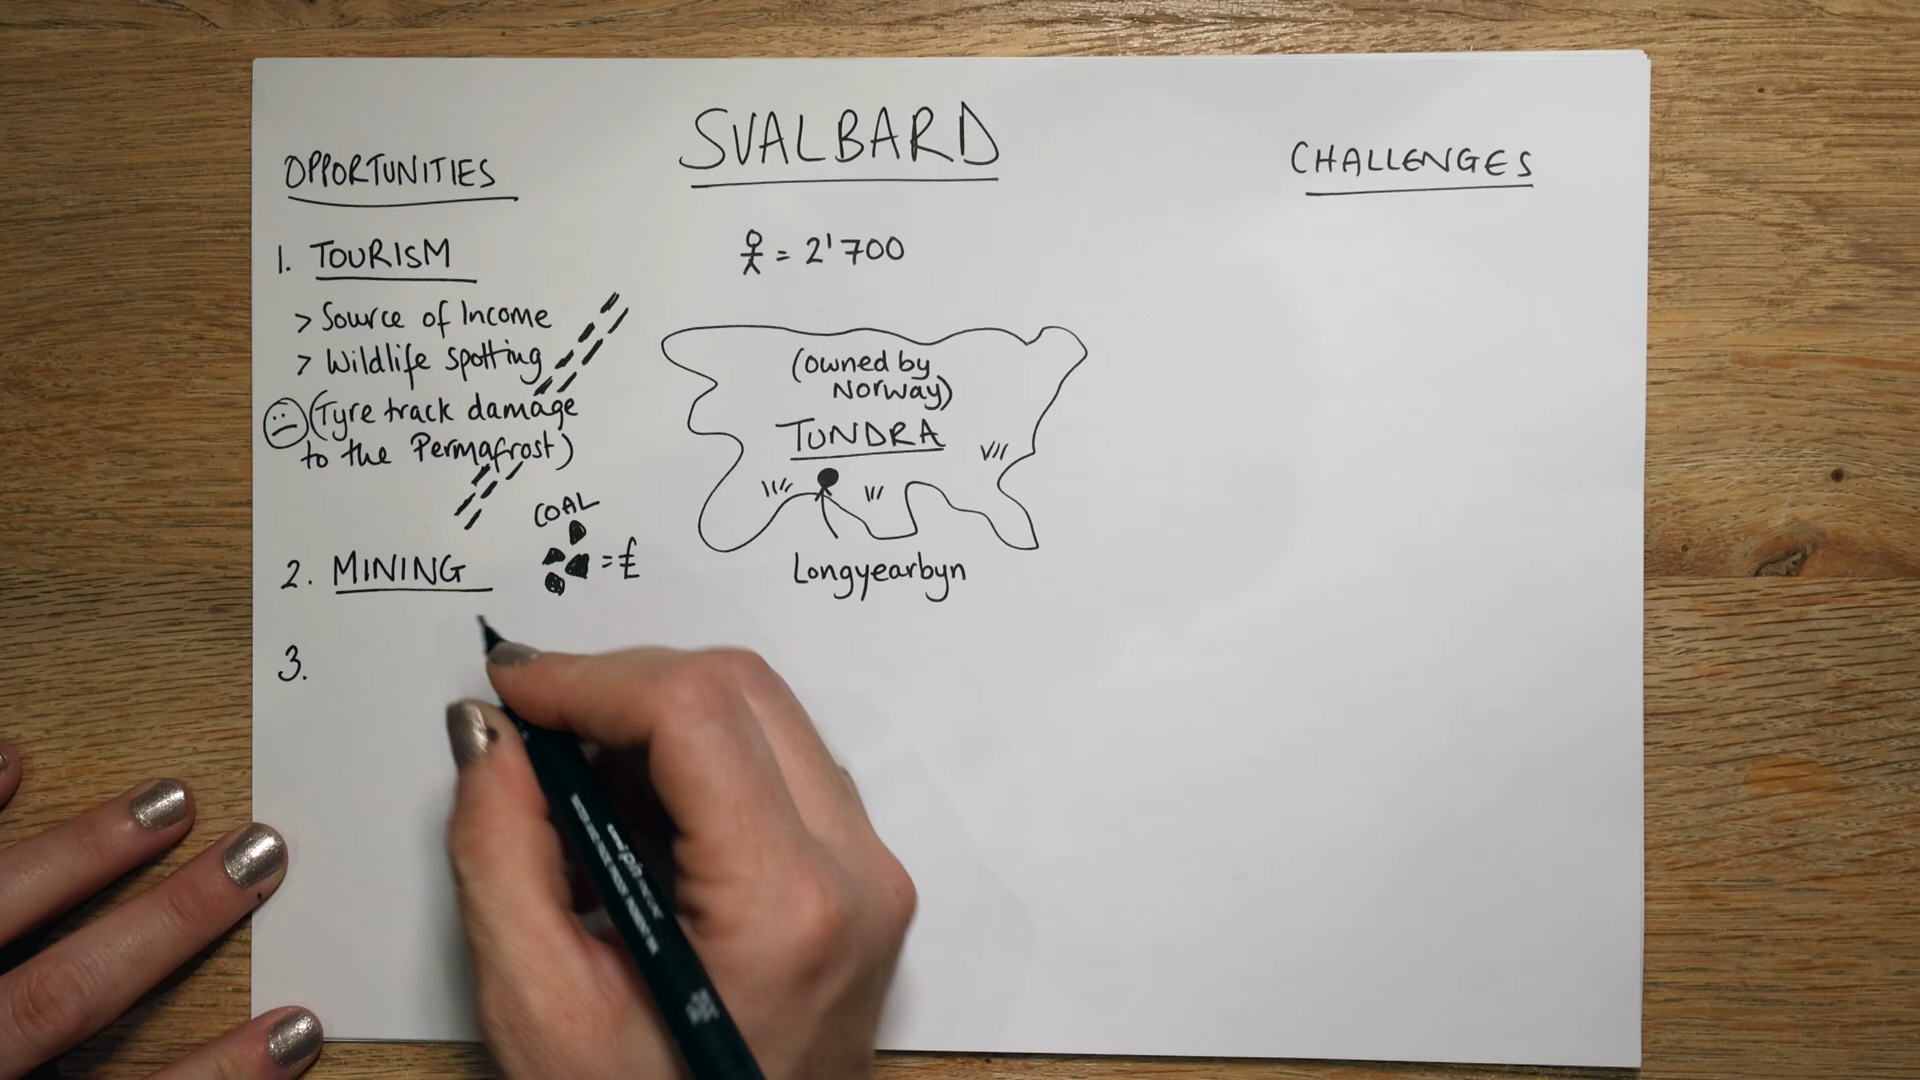 SVALBARD
OPPORTUNITIES
1. TOURISM
> Source of Income
> Wildlife spotting
(Tyre track damage
to the Permafrost)
2. MINING
COAL
= £
3.
= 2'700
(owned by
Norway)
TUNDRA
Longyearbyn
CHALLENGES